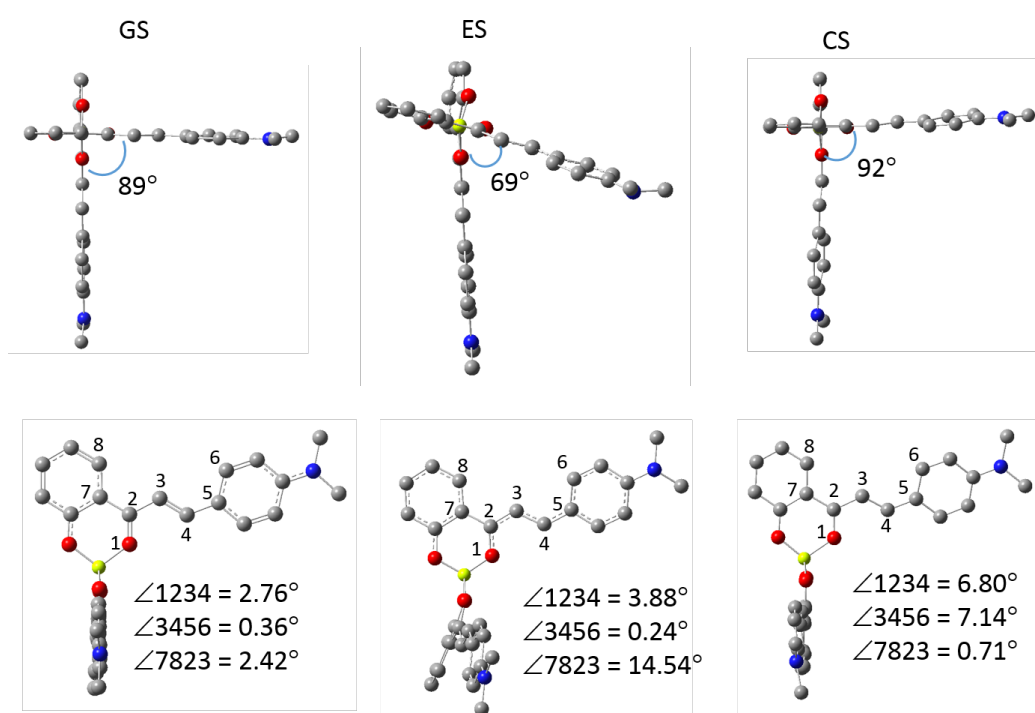 GS
ES
CS
89°
69°
92°
8
6
3
7
2
5
1
4
∠1234 = 2.76°
∠3456 = 0.36°
∠7823 = 2.42°
8
6
3
7
2
5
1
4
∠1234 = 3.88°
∠3456 = 0.24°
∠7823 = 14.54°
8
6
3
7
2
5
1
4
∠1234 = 6.80°
∠3456 = 7.14°
∠7823 = 0.71°